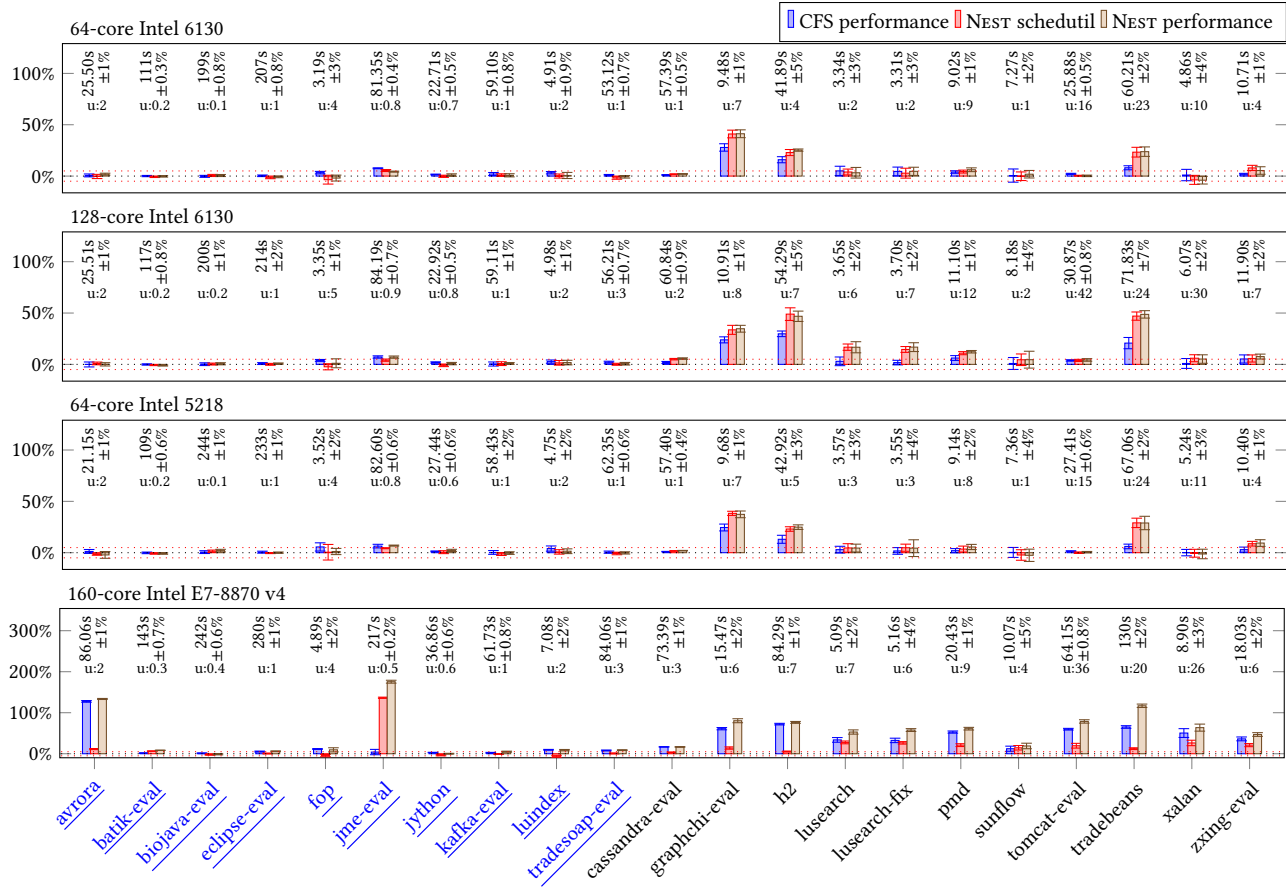 CFS performance NEST schedutil NEST performance
64-core Intel 6130
100%
50%
0%
25.50s ±1% u:2
111s ±0.3% u:0.2
199s ±0.8% u:0.1
207s ±0.8% u:1
3.19s ±3% u:4
81.35s ±0.4% u:0.8
22.71s ±0.5% u:0.7
59.10s ±0.8% u:1
4.91s ±0.9% u:2
53.12s ±0.7% u:1
57.39s ±0.5% u:1
9.48s ±1% u:7
41.89s ±5% u:4
3.34s ±3% u:2
3.31s ±3% u:2
9.02s ±1% u:9
7.27s ±2% u:1
25.88s ±0.5% u:16
60.21s ±2% u:23
4.86s ±4% u:10
10.71s ±1% u:4
128-core Intel 6130
100%
50%
0%
25.51s ±1% u:2
117s ±0.8% u:0.2
200s ±1% u:0.2
214s ±2% u:1
3.35s ±1% u:5
84.19s ±0.7% u:0.9
22.92s ±0.5% u:0.8
59.11s ±1% u:1
4.98s ±1% u:2
56.21s ±0.7% u:3
60.84s ±0.9% u:2
10.91s ±1% u:8
54.29s ±5% u:7
3.65s ±2% u:6
3.70s ±2% u:7
11.10s ±1% u:12
8.18s ±4% u:2
30.87s ±0.8% u:42
71.83s ±7% u:24
6.07s ±2% u:30
11.90s ±2% u:7
64-core Intel 5218
100%
50%
0%
21.15s ±1% u:2
109s ±0.6% u:0.2
244s ±1% u:0.1
233s ±1% u:1
3.52s ±2% u:4
82.60s ±0.6% u:0.8
27.44s ±0.6% u:0.6
58.43s ±2% u:1
4.75s ±2% u:2
62.35s ±0.6% u:1
57.40s ±0.4% u:1
9.68s ±1% u:7
42.92s ±3% u:5
3.57s ±3% u:3
3.55s ±4% u:3
9.14s ±2% u:8
7.36s ±4% u:1
27.41s ±0.6% u:15
67.06s ±2% u:24
5.24s ±3% u:11
10.40s ±1% u:4
160-core Intel E7-8870 v4
300%
200%
100%
0%
86.06s ±1% u:2
143s ±0.7% u:0.3
242s ±0.6% u:0.4
280s ±1% u:1
4.89s ±2% u:4
217s ±0.2% u:0.5
36.86s ±0.6% u:0.6
61.73s ±0.8% u:1
7.08s ±2% u:2
84.06s ±1% u:3
73.39s ±1% u:3
15.47s ±2% u:6
84.29s ±1% u:7
5.09s ±2% u:7
5.16s ±4% u:6
20.43s ±1% u:9
10.07s ±5% u:4
64.15s ±0.8% u:36
130s ±2% u:20
8.90s ±3% u:26
18.03s ±2% u:6
avrora
batik-eval
biojava-eval
eclipse-eval
fop
jme-eval
jython
kafka-eval
luindex
tradesoap-eval
cassandra-eval
graphchi-eval
h2
lusearch
lusearch-fix
pmd
sunflow
tomcat-eval
tradebeans
xalan
zxing-eval